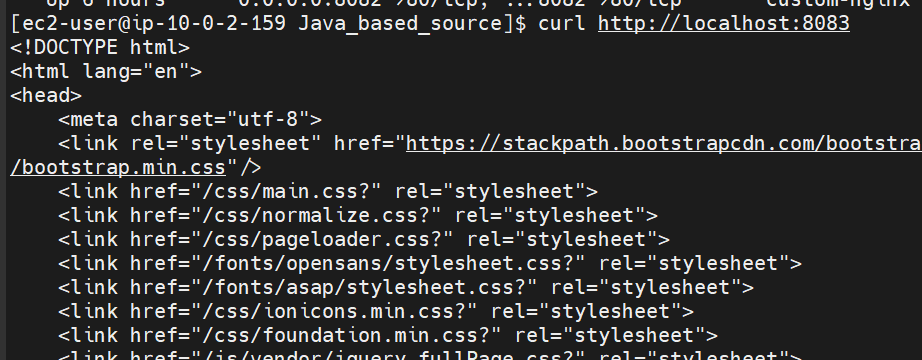 Up 6 hours 0.0.0.0:8082->80/tcp, custom-nginx
[ec2-user@ip-10-0-2-159 Java_based_source]$ curl http://localhost:8083
<!DOCTYPE html>
<html lang="en">
<head>
    <meta charset="utf-8">
    <link rel="stylesheet" href="https://stackpath.bootstrapcdn.com/bootstra
/bootstrap.min.css"/>
    <link href="/css/main.css?" rel="stylesheet">
    <link href="/css/normalize.css?" rel="stylesheet">
    <link href="/css/pageloader.css?" rel="stylesheet">
    <link href="/fonts/opensans/stylesheet.css?" rel="stylesheet">
    <link href="/fonts/asap/stylesheet.css?" rel="stylesheet">
    <link href="/css/ionicons.min.css?" rel="stylesheet">
    <link href="/css/foundation.min.css?" rel="stylesheet">
    <link href="/js/vendor/jquery.fullPage.css?" rel="stylesheet">